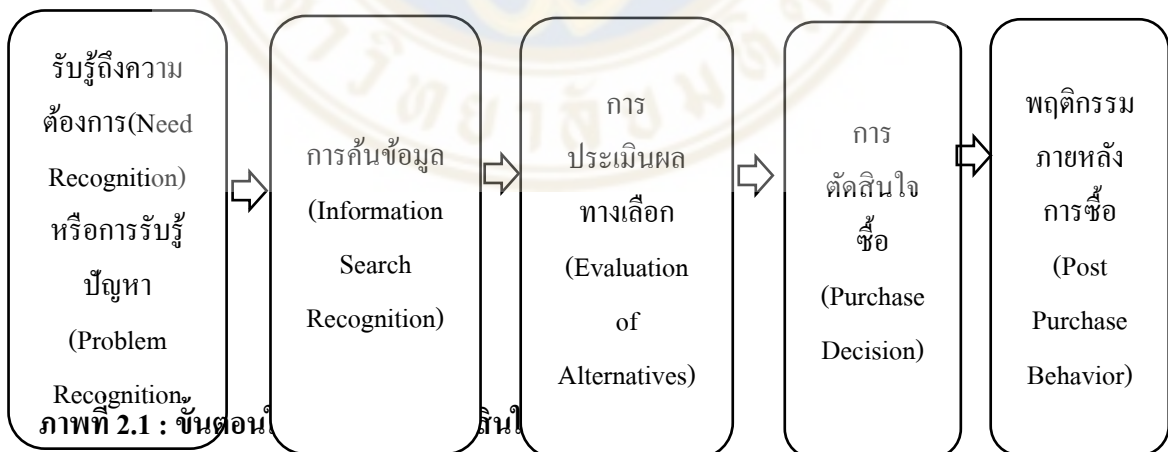 รับรู้ถึงความ
ต้องการ(Need
Recognition)
หรือการรับรู้
ปัญหา
(Problem
Recognition
การค้นข้อมูล
(Information
Search
Recognition)
การ
ประเมินผล
ทางเลือก
(Evaluation
of
Alternatives)
การ
ตัดสินใจ
ซื้อ
(Purchase
Decision)
พฤติกรรม
ภายหลัง
การซื้อ
(Post
Purchase
Behavior)
ภาพที่ 2.1 : ขั้นตอน